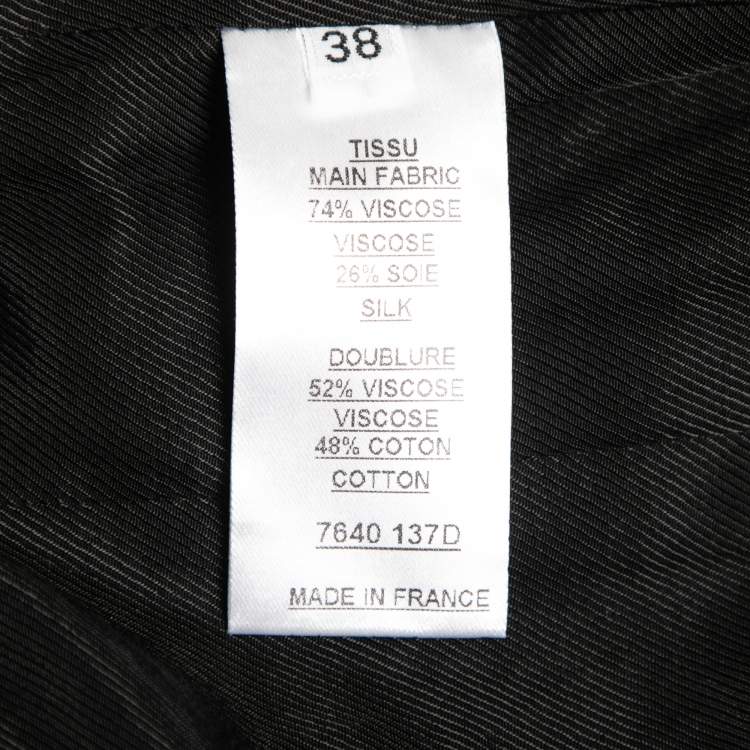 38
TISSU
MAIN FABRIC
74% VISCOSE
VISCOSE
26% SOIE
SILK
DOUBLURE
52% VISCOSE
VISCOSE
48% COTON
COTTON
7640 137D
MADE IN FRANCE